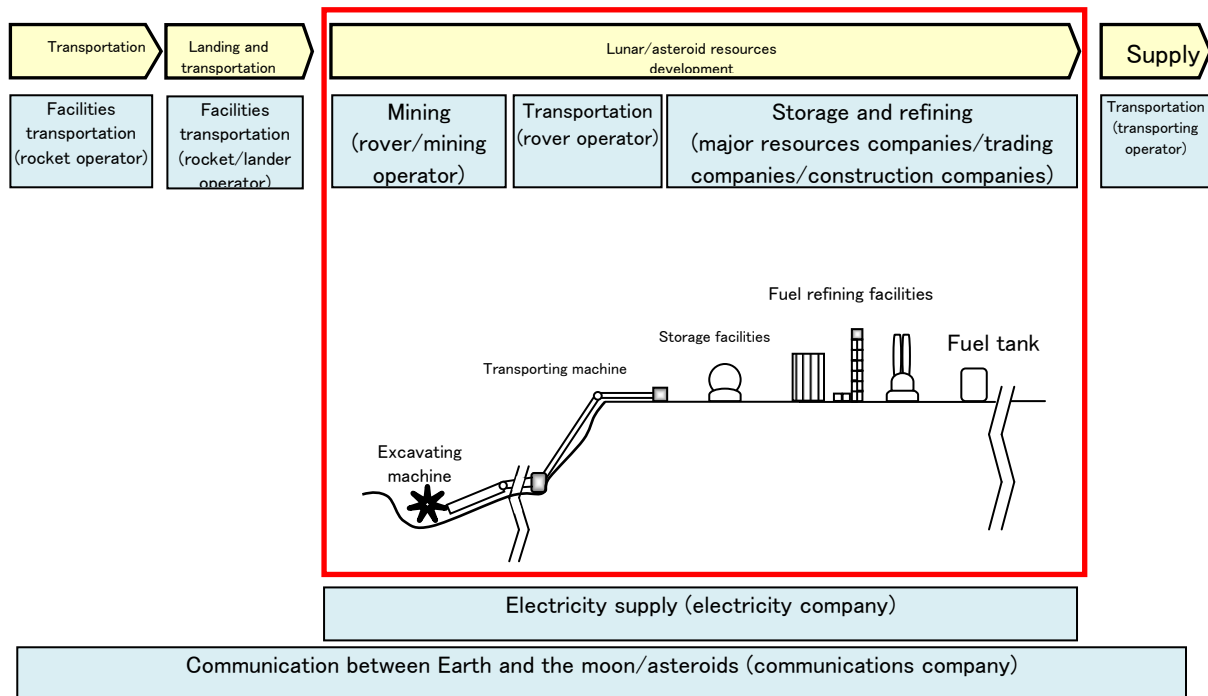 Transportation
Landing and
transportation
Lunar/asteroid resources
development
Supply
Facilities
transportation
(rocket operator)
Facilities
transportation
(rocket/lander
operator)
Mining
(rover/mining
operator)
Transportation
(rover operator)
Storage and refining
(major resources companies/trading
companies/construction companies)
Transportation
(transporting
operator)
Fuel refining facilities
Storage facilities
Fuel tank
Transporting machine
Excavating
machine
Electricity supply (electricity company)
Communication between Earth and the moon/asteroids (communications company)